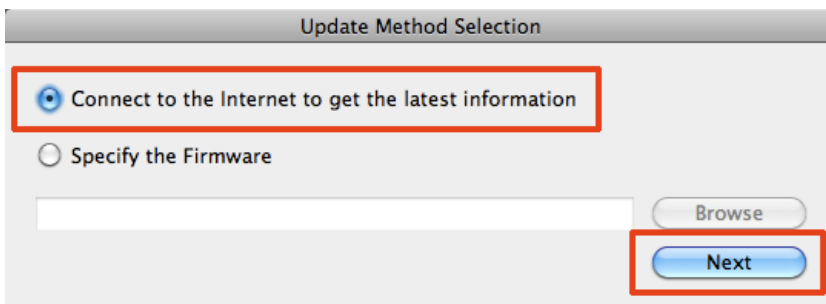 Update Method Selection
Connect to the Internet to get the latest information
Specify the Firmware
Browse
Next